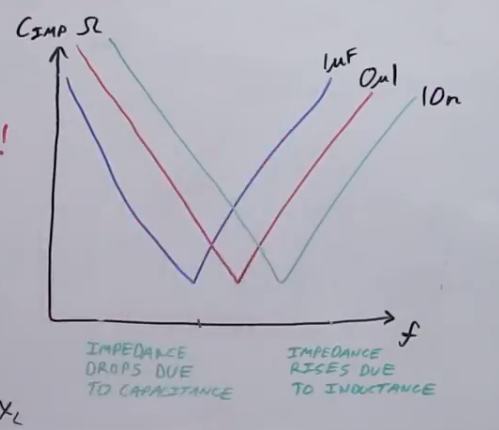 CIMP Ω
1uF
0u1
10n
!
f
IMPEDANCE
DROPS DUE
TO CAPACITANCE
IMPEDANCE
RISES DUE
TO INDUCTANCE
XL